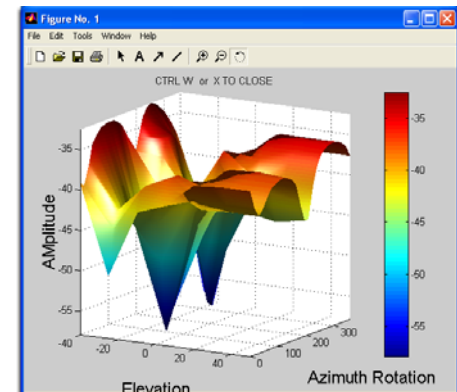 Figure No. 1
File Edit Tools Window Help
A
CTRL W or X TO CLOSE
-35
-40
-45
-50
-55
AMplitude
-40
-20
0
20
40
Elevation
0
100
200
300
Azimuth Rotation
-35
-40
-45
-50
-55